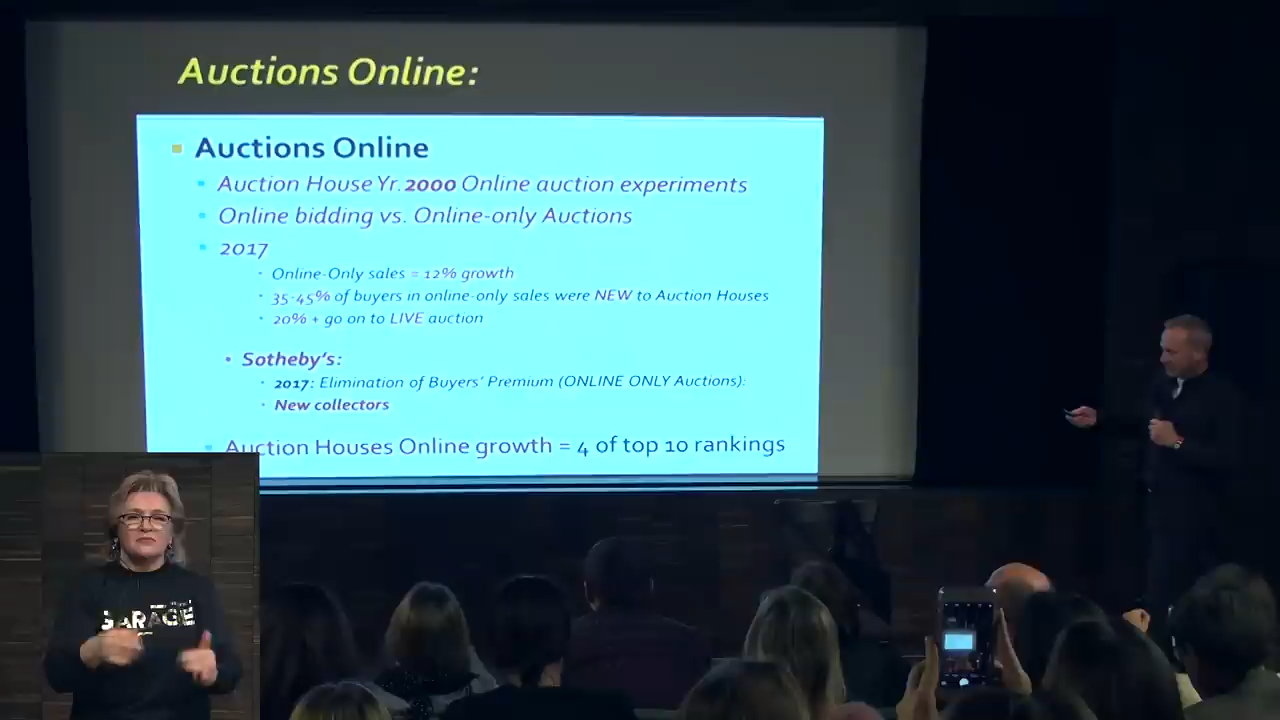 Auctions Online:
Auctions Online
Auction House Yr. 2000 Online auction experiments
Online bidding vs. Online-only Auctions
2017
Online-Only sales = 12% growth
35-45% of buyers in online-only sales were NEW to Auction Houses
20% + go on to LIVE auction
Sotheby's:
2017: Elimination of Buyers' Premium (ONLINE ONLY Auctions):
New collectors
Auction Houses Online growth = 4 of top 10 rankings
GARAGE